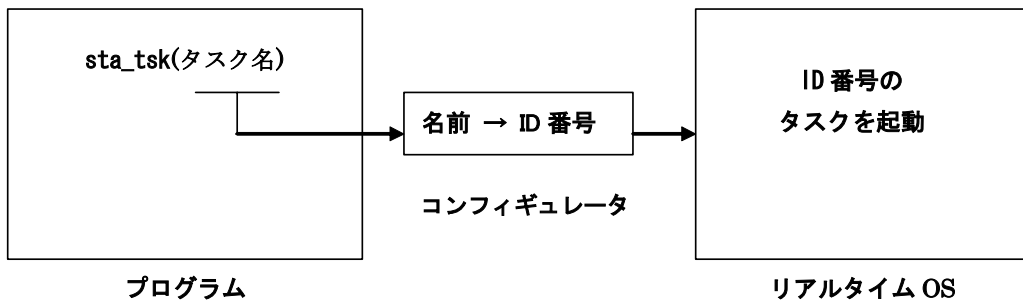 sta_tsk(タスク名)
名前 → ID 番号
コンフィギュレータ
ID 番号の
タスクを起動
プログラム
リアルタイム OS